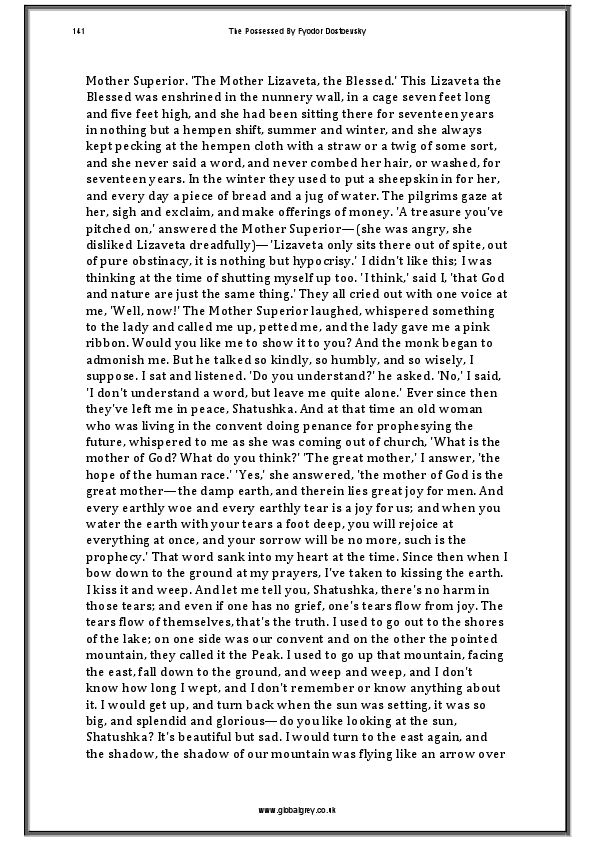 141 The Possessed By Fyodor Dostoevsky
Mother Superior. 'The Mother Lizaveta, the Blessed.' This Lizaveta the
Blessed was enshrined in the nunnery wall, in a cage seven feet long
and five feet high, and she had been sitting there for seventeen years
in nothing but a hempen shift, summer and winter, and she always
kept pecking at the hempen cloth with a straw or a twig of some sort,
and she never said a word, and never combed her hair, or washed, for
seventeen years. In the winter they used to put a sheepskin in for her,
and every day a piece of bread and a jug of water. The pilgrims gaze at
her, sigh and exclaim, and make offerings of money. 'A treasure you've
pitched on,' answered the Mother Superior—(she was angry, she
disliked Lizaveta dreadfully)—'Lizaveta only sits there out of spite, out
of pure obstinacy, it is nothing but hypocrisy.' I didn't like this; I was
thinking at the time of shutting myself up too. 'I think,' said I, 'that God
and nature are just the same thing.' They all cried out with one voice at
me, 'Well, now!' The Mother Superior laughed, whispered something
to the lady and called me up, petted me, and the lady gave me a pink
ribbon. Would you like me to show it to you? And the monk began to
admonish me. But he talked so kindly, so humbly, and so wisely, I
suppose. I sat and listened. 'Do you understand?' he asked. 'No,' I said,
'I don't understand a word, but leave me quite alone.' Ever since then
they've left me in peace, Shatushka. And at that time an old woman
who was living in the convent doing penance for prophesying the
future, whispered to me as she was coming out of church, 'What is the
mother of God? What do you think?' 'The great mother,' I answer, 'the
hope of the human race.' 'Yes,' she answered, 'the mother of God is the
great mother—the damp earth, and therein lies great joy for men. And
every earthly woe and every earthly tear is a joy for us; and when you
water the earth with your tears a foot deep, you will rejoice at
everything at once, and your sorrow will be no more, such is the
prophecy.' That word sank into my heart at the time. Since then when I
bow down to the ground at my prayers, I've taken to kissing the earth.
I kiss it and weep. And let me tell you, Shatushka, there's no harm in
those tears; and even if one has no grief, one's tears flow from joy. The
tears flow of themselves, that's the truth. I used to go out to the shores
of the lake; on one side was our convent and on the other the pointed
mountain, they called it the Peak. I used to go up that mountain, facing
the east, fall down to the ground, and weep and weep, and I don't
know how long I wept, and I don't remember or know anything about
it. I would get up, and turn back when the sun was setting, it was so
big, and splendid and glorious—do you like looking at the sun,
Shatushka? It's beautiful but sad. I would turn to the east again, and
the shadow, the shadow of our mountain was flying like an arrow over
www.globalgrey.co.uk